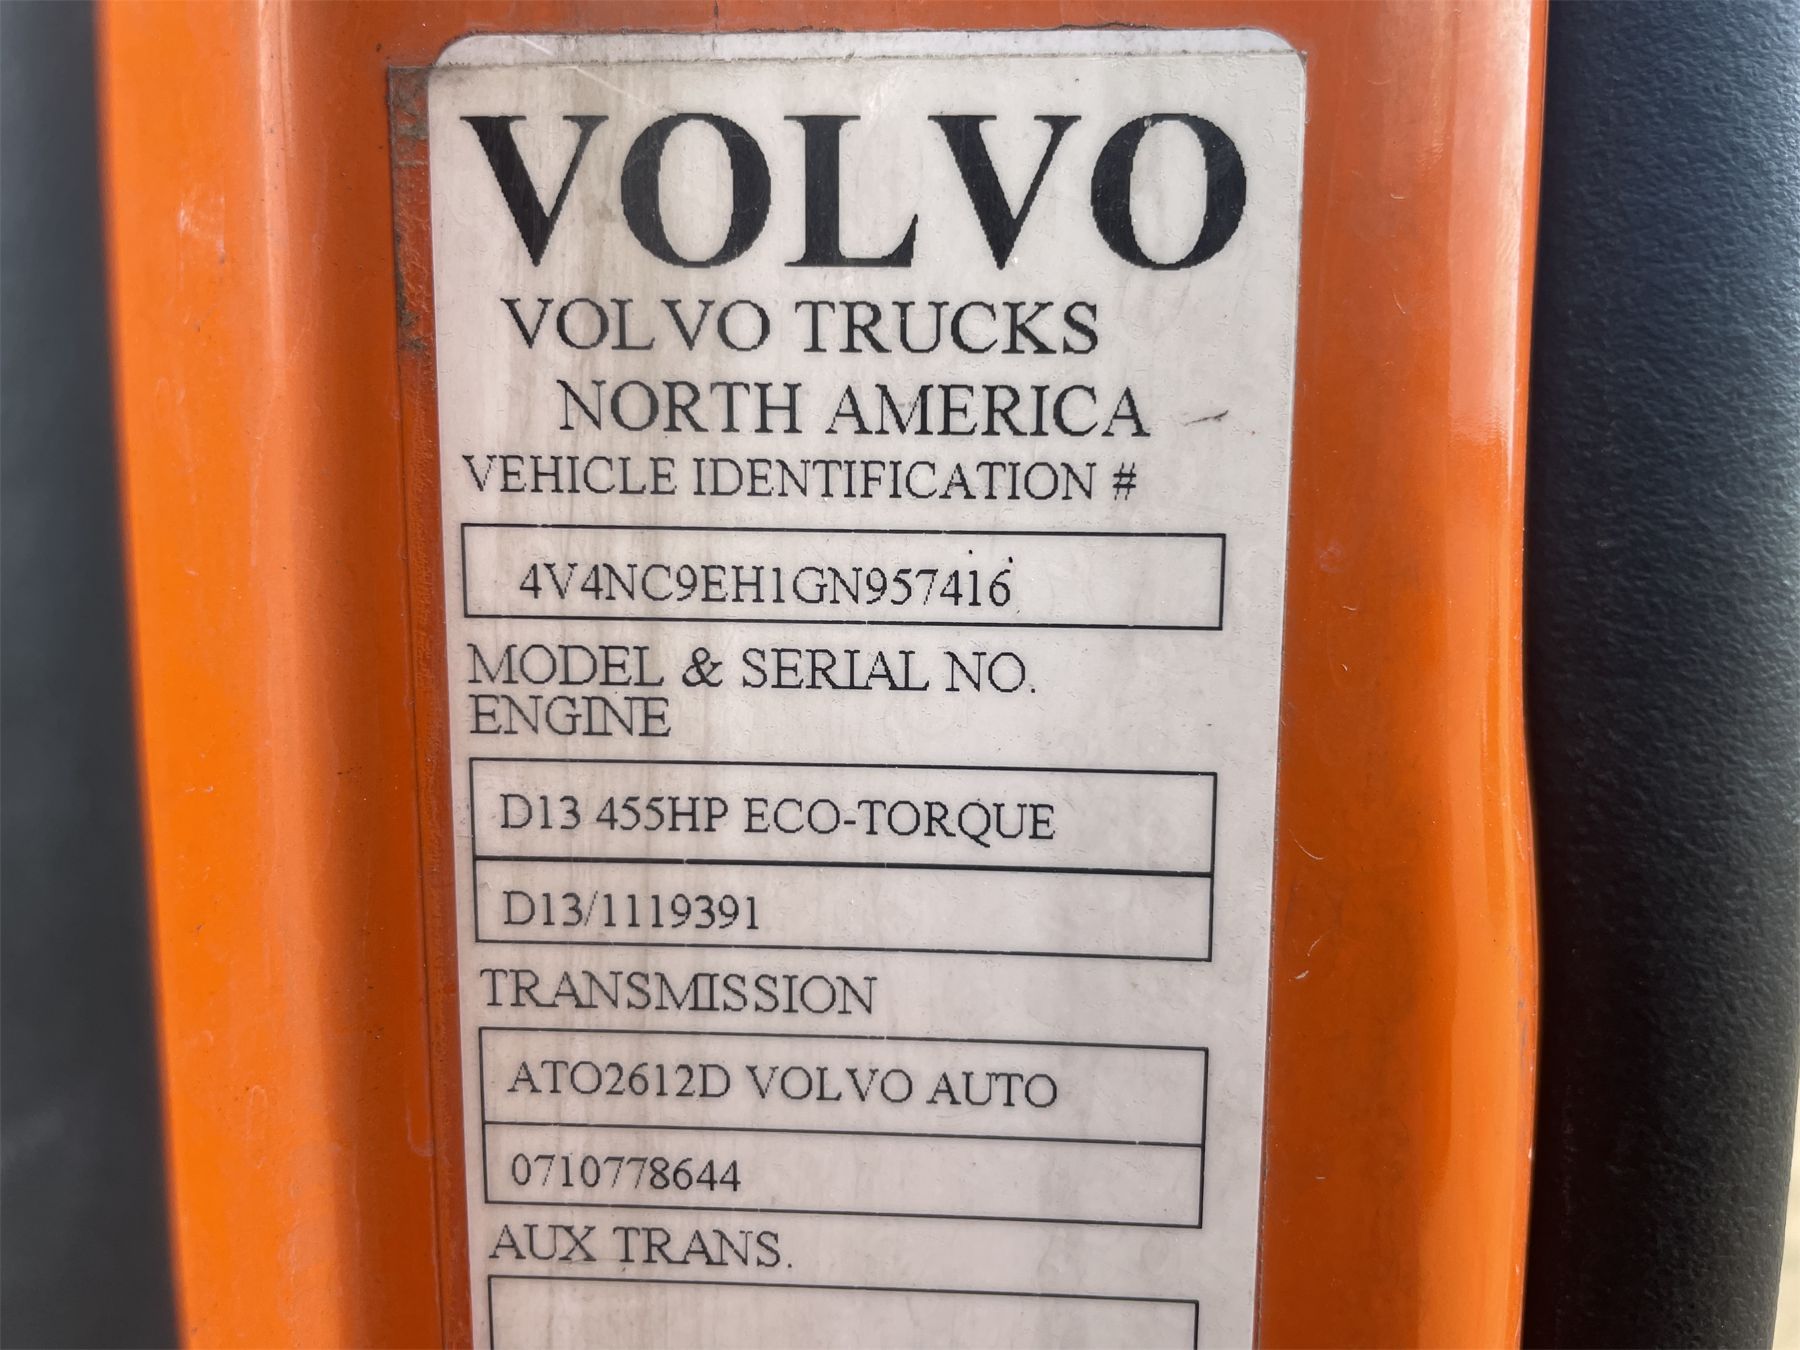 VOLVO
VOLVO TRUCKS
NORTH AMERICA
VEHICLE IDENTIFICATION #
4V4NC9EH1GN957416
MODEL & SERIAL NO.
ENGINE
D13 455HP ECO-TORQUE
D13/1119391
TRANSMISSION
ATO2612D VOLVO AUTO
0710778644
AUX TRANS.